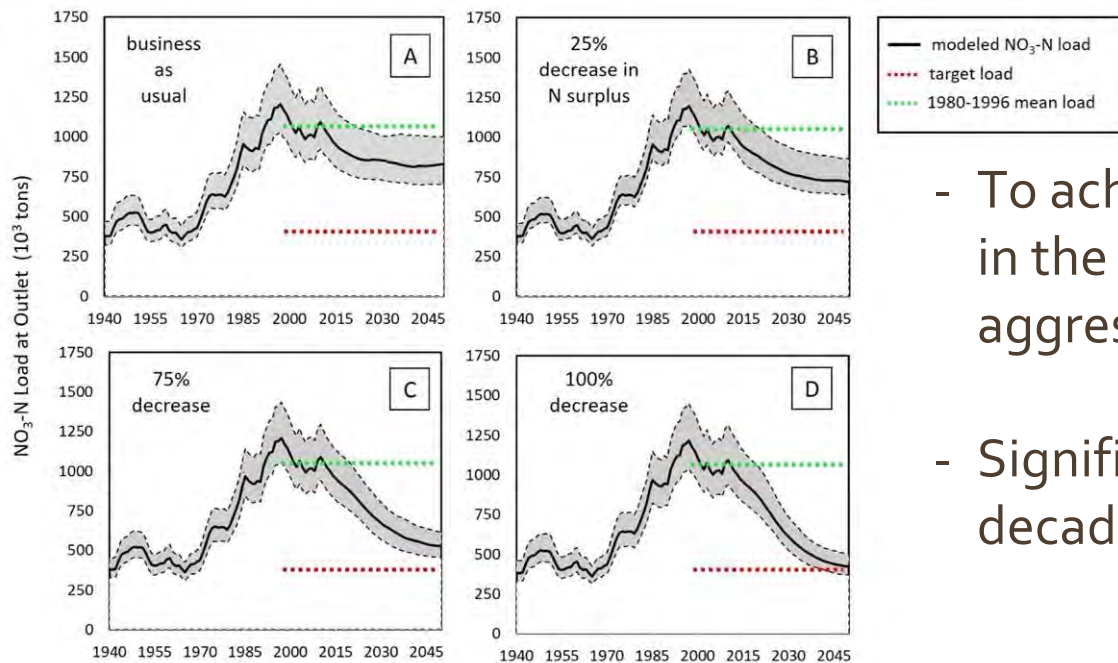 NO₃-N Load at Outlet (10³ tons)
1750
1500
1250
1000
750
500
250
0
business
as
usual
A
1940 1955 1970 1985 2000 2015 2030 2045
1750
1500
1250
1000
750
500
250
0
25%
decrease in
N surplus
B
1940 1955 1970 1985 2000 2015 2030 2045
modeled NO₃-N load
target load
1980-1996 mean load
1750
1500
1250
1000
750
500
250
0
75%
decrease
C
1940 1955 1970 1985 2000 2015 2030 2045
1750
1500
1250
1000
750
500
250
0
100%
decrease
D
1940 1955 1970 1985 2000 2015 2030 2045
- To ach
in the
aggres
- Signifi
decad